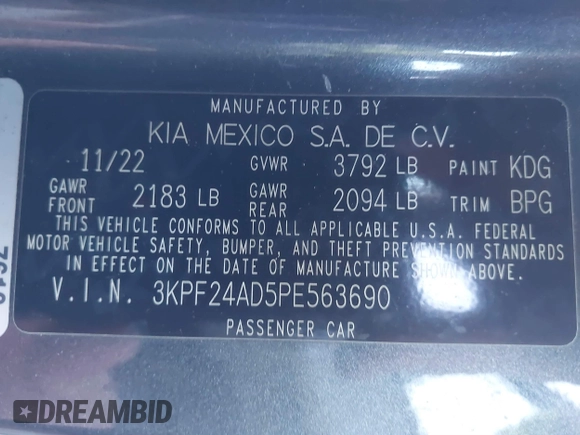 MANUFACTURED BY
KIA MEXICO S.A. DE C.V.
11/22 GVWR 3792 LB PAINT KDG
GAWR FRONT 2183 LB GAWR REAR 2094 LB TRIM BPG
THIS VEHICLE CONFORMS TO ALL APPLICABLE U.S.A. FEDERAL
MOTOR VEHICLE SAFETY, BUMPER, AND THEFT PREVENTION STANDARDS
IN EFFECT ON THE DATE OF MANUFACTURE SHOWN ABOVE.
V.I.N. 3KPF24AD5PE563690
PASSENGER CAR
DREAMBID